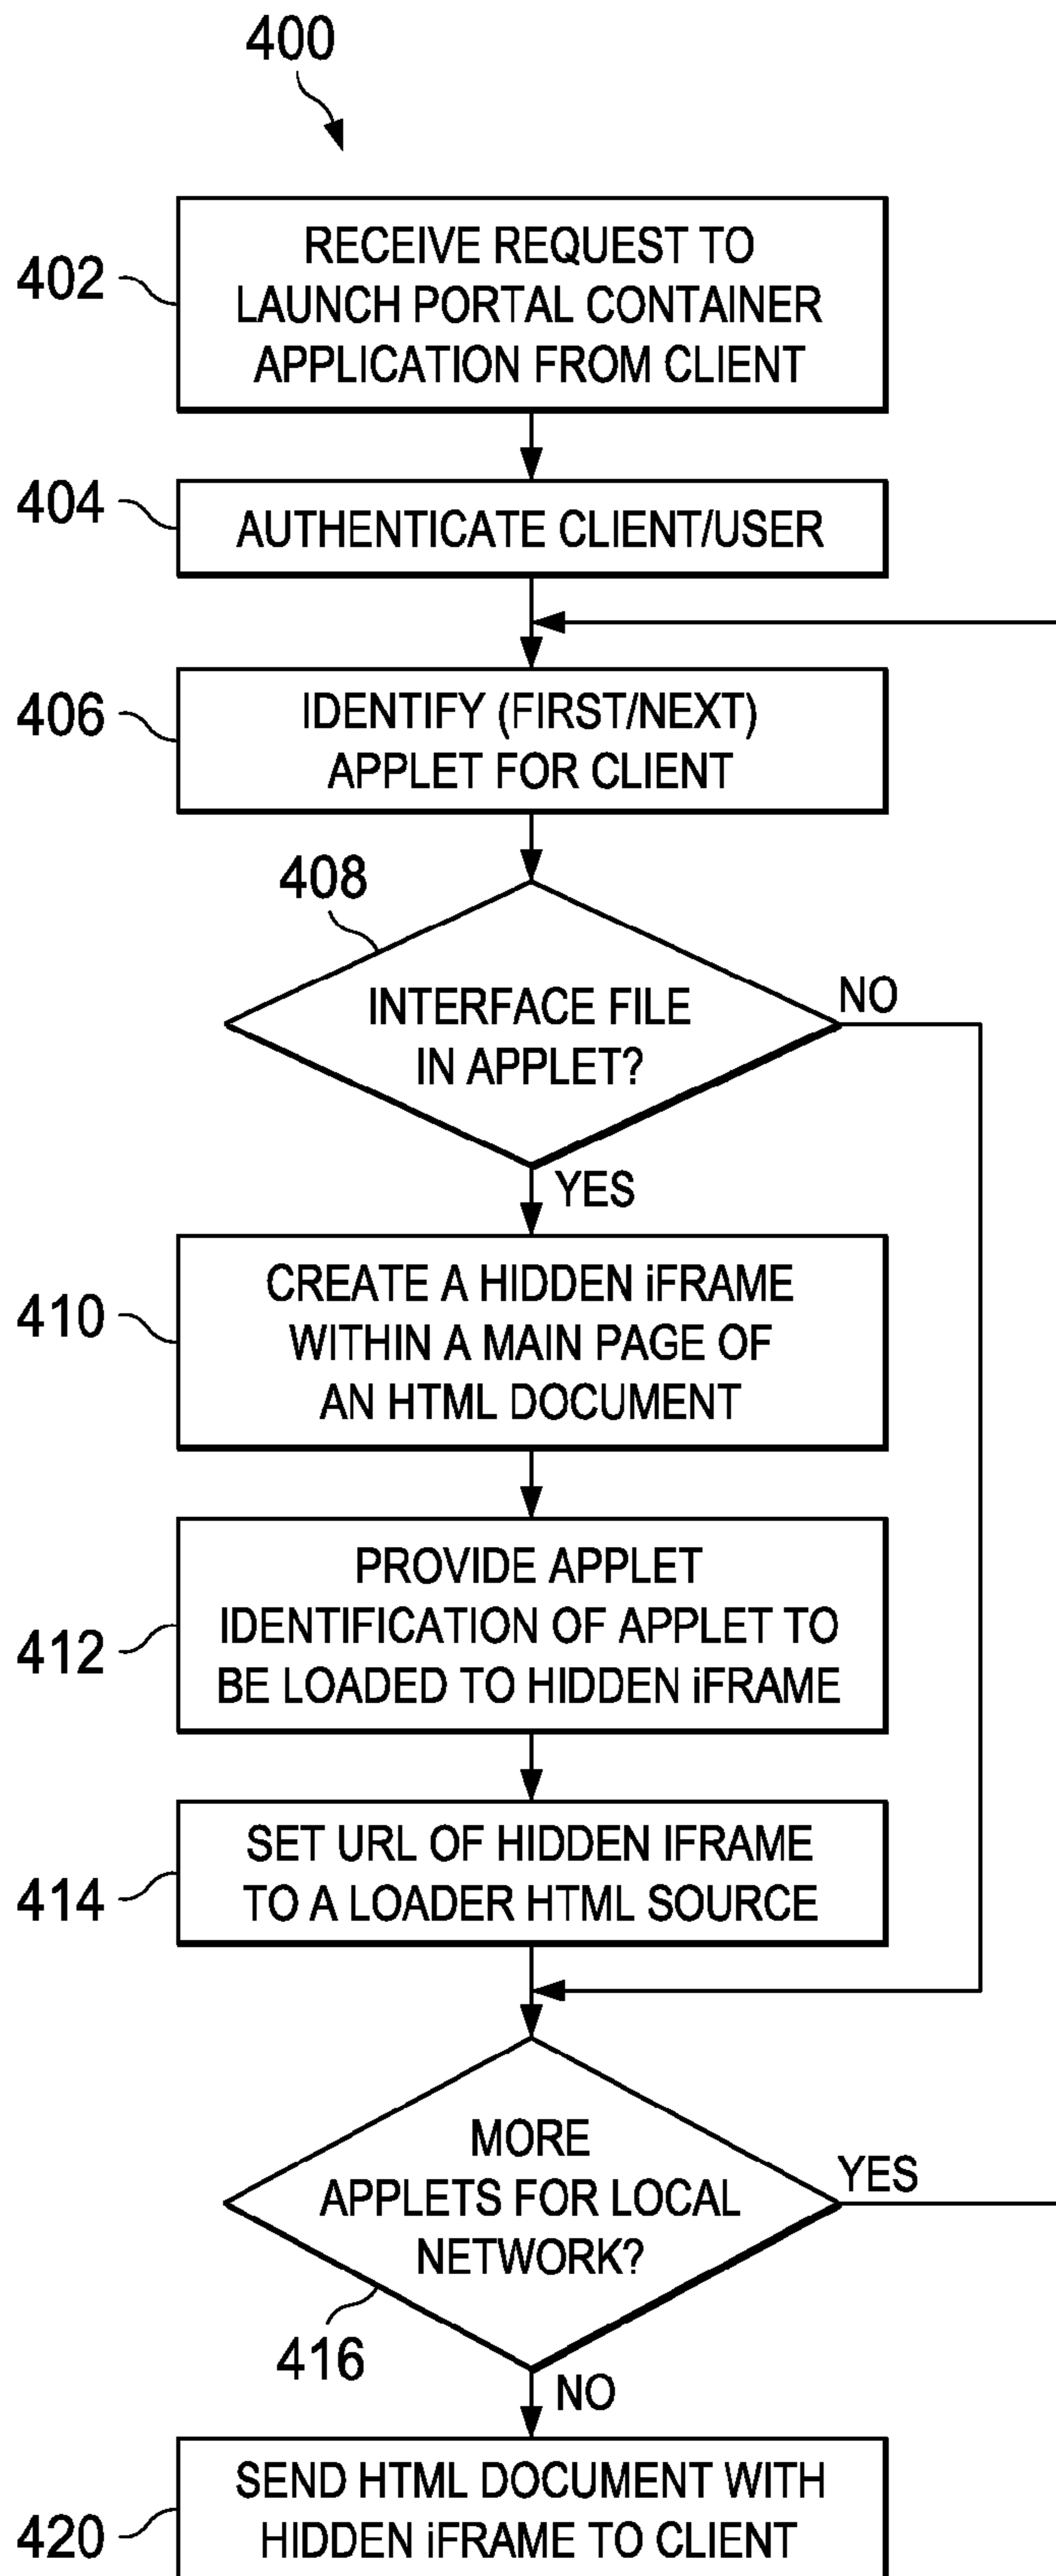 400
402
RECEIVE REQUEST TO
LAUNCH PORTAL CONTAINER
APPLICATION FROM CLIENT
404
AUTHENTICATE CLIENT/USER
406
IDENTIFY (FIRST/NEXT)
APPLET FOR CLIENT
408
INTERFACE FILE
IN APPLET?
NO
YES
410
CREATE A HIDDEN iFRAME
WITHIN A MAIN PAGE OF
AN HTML DOCUMENT
412
PROVIDE APPLET
IDENTIFICATION OF APPLET TO
BE LOADED TO HIDDEN iFRAME
414
SET URL OF HIDDEN IFRAME
TO A LOADER HTML SOURCE
MORE
APPLETS FOR LOCAL
NETWORK?
YES
416
NO
420
SEND HTML DOCUMENT WITH
HIDDEN iFRAME TO CLIENT